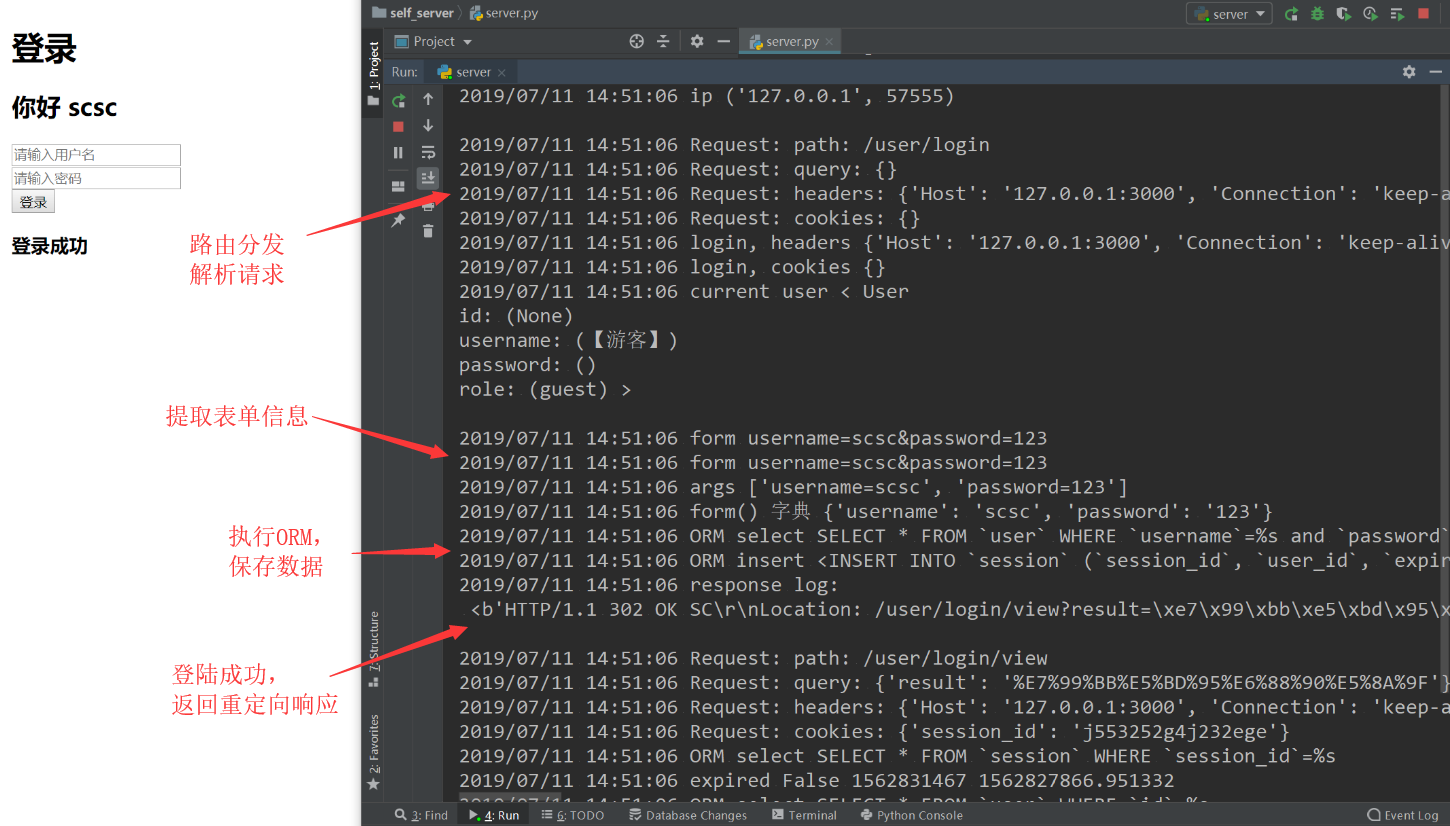 self_server
server.py
server
登录
你好 scsc
请输入用户名
请输入密码
登录
登录成功
路由分发
解析请求
提取表单信息
执行ORM,
保存数据
登陆成功,
返回重定向响应
1: Project
7: Structure
2: Favorites
Project
server.py
Run:
server
2019/07/11 14:51:06 ip ('127.0.0.1', 57555)
2019/07/11 14:51:06 Request: path: /user/login
2019/07/11 14:51:06 Request: query: {}
2019/07/11 14:51:06 Request: headers: {'Host': '127.0.0.1:3000', 'Connection': 'keep-a
2019/07/11 14:51:06 Request: cookies: {}
2019/07/11 14:51:06 login, headers {'Host': '127.0.0.1:3000', 'Connection': 'keep-aliv
2019/07/11 14:51:06 login, cookies {}
2019/07/11 14:51:06 current user < User
id: (None)
username: (【游客】)
password: ()
role: (guest) >
2019/07/11 14:51:06 form username=scsc&password=123
2019/07/11 14:51:06 form username=scsc&password=123
2019/07/11 14:51:06 args ['username=scsc', 'password=123']
2019/07/11 14:51:06 form() 字典 {'username': 'scsc', 'password': '123'}
2019/07/11 14:51:06 ORM select SELECT * FROM `user` WHERE `username`=%s and `password`
2019/07/11 14:51:06 ORM insert <INSERT INTO `session` (`session_id`, `user_id`, `expir
2019/07/11 14:51:06 response log:
<b'HTTP/1.1 302 OK SC\r\nLocation: /user/login/view?result=\xe7\x99\xbb\xe5\xbd\x95\x
2019/07/11 14:51:06 Request: path: /user/login/view
2019/07/11 14:51:06 Request: query: {'result': '%E7%99%BB%E5%BD%95%E6%88%90%E5%8A%9F'}
2019/07/11 14:51:06 Request: headers: {'Host': '127.0.0.1:3000', 'Connection': 'keep-a
2019/07/11 14:51:06 Request: cookies: {'session_id': 'j553252g4j232ege'}
2019/07/11 14:51:06 ORM select SELECT * FROM `session` WHERE `session_id`=%s
2019/07/11 14:51:06 expired False 1562831467 1562827866.951332
3: Find
4: Run
6: TODO
Database Changes
Terminal
Python Console
Event Log